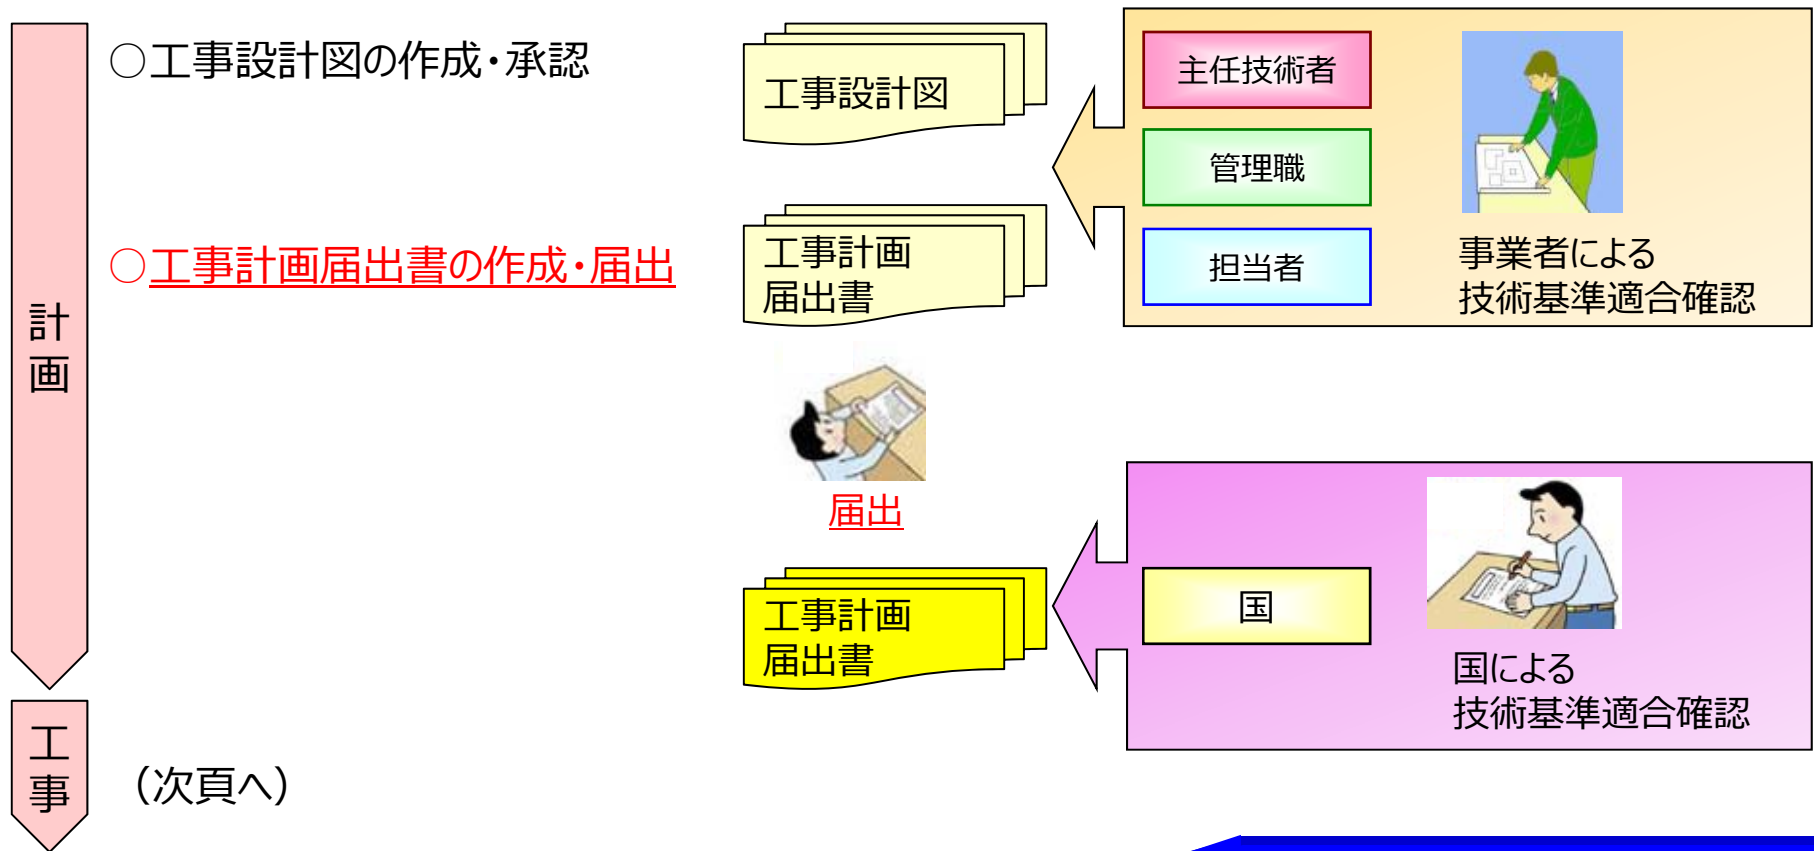 計画
○工事設計図の作成・承認
工事設計図
○工事計画届出書の作成・届出
工事計画
届出書
主任技術者
管理職
担当者
事業者による
技術基準適合確認
届出
工事計画
届出書
国
国による
技術基準適合確認
工事
（次頁へ）